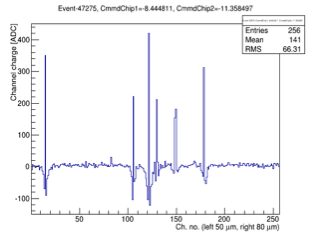 Event-47275, CmmdChip1=-8.444811, CmmdChip2=-11.358497
Entries 256
Mean 141
RMS 66.31
Channel charge [ADC]
400
300
200
100
0
-100
50 100 150 200 250
Ch. no. (left 50 μm, right 80 μm)